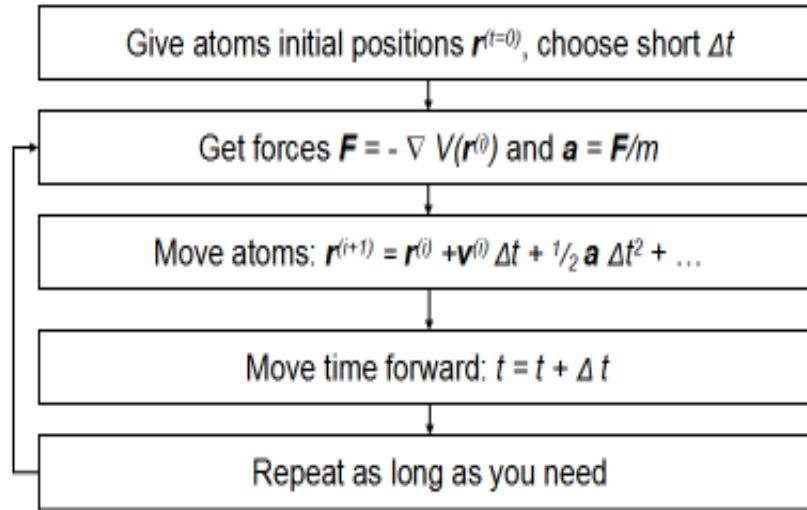 Give atoms initial positions r^(t=0), choose short Δt
Get forces F = - ∇ V(r^(i)) and a = F/m
Move atoms: r^(i+1) = r^(i) +v^(i) Δt + ¹/₂ a Δt² + …
Move time forward: t = t + Δ t
Repeat as long as you need